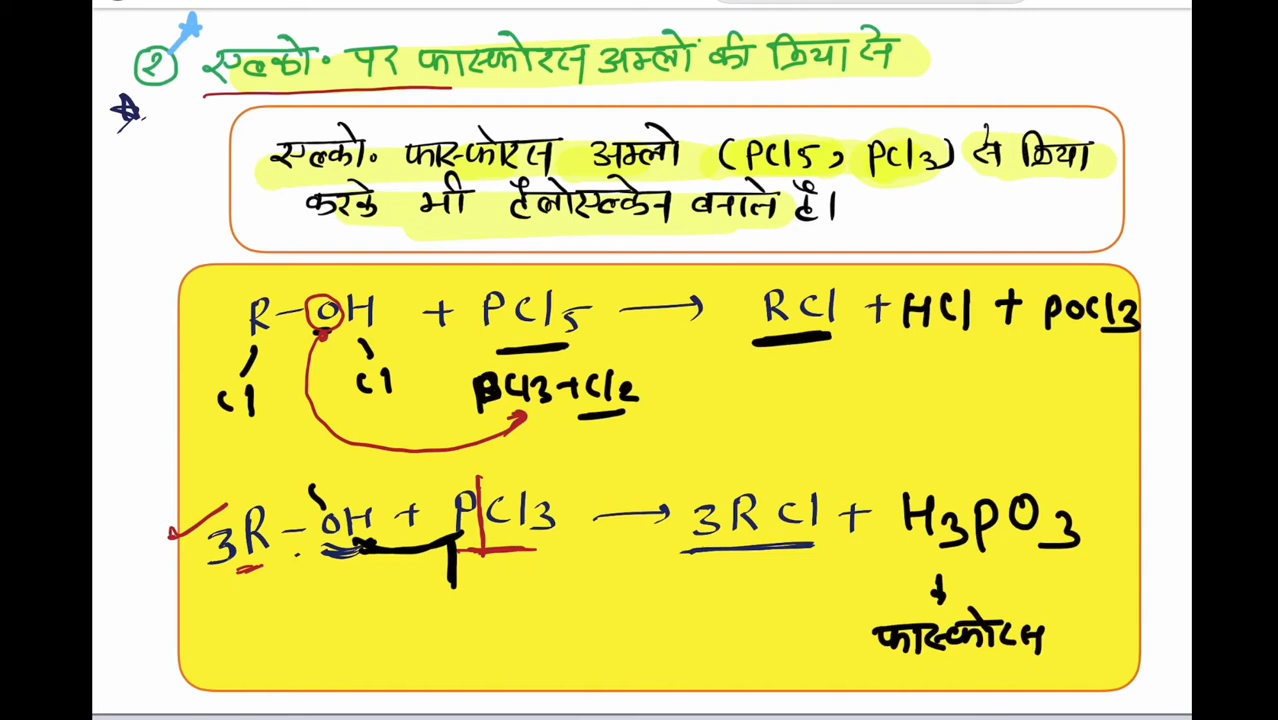 (२) एल्को. पर फास्फोरस अम्लों की क्रिया से
एल्को. फास्फोरस अम्लो (PCl5, PCl3) से क्रिया
करके भी हैलोएल्केन बनाते है।
R-OH + PCl5 ⟶ RCl + HCl + POCl3
Cl Cl PCl3+Cl2
3R-OH + PCl3 ⟶ 3RCl + H3PO3
फास्फोरस